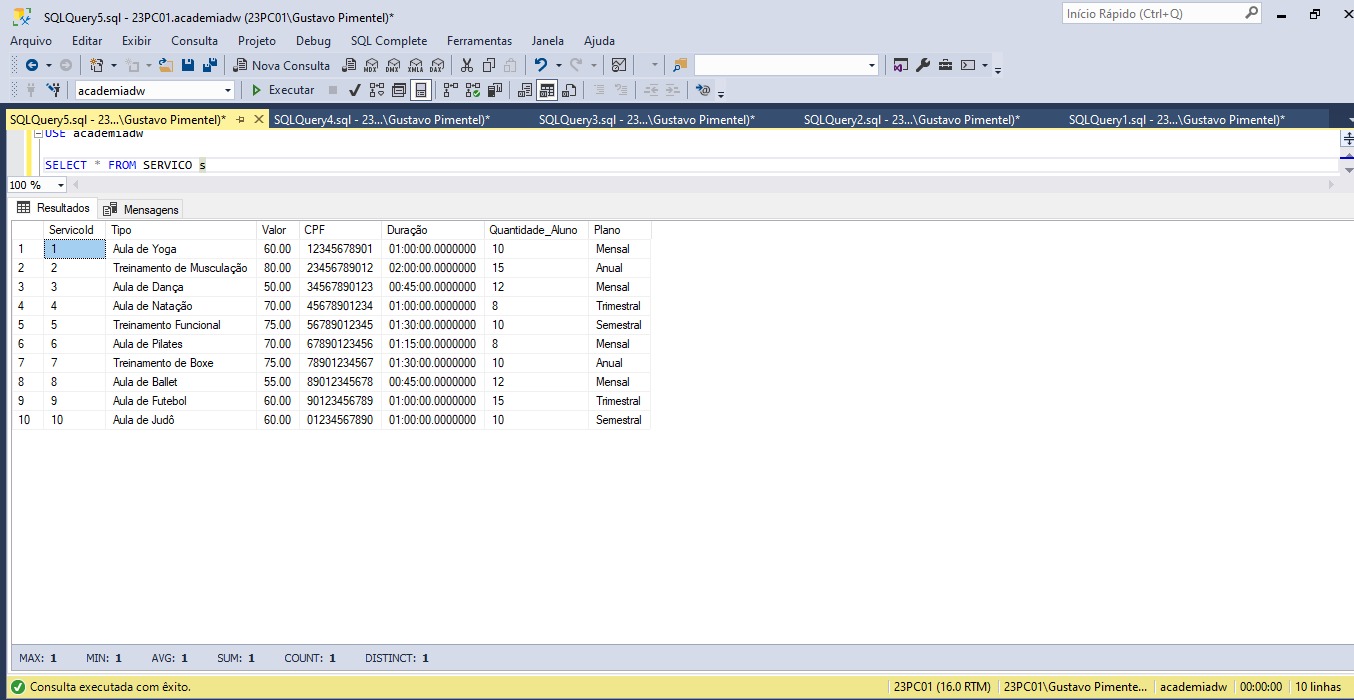 SQLQuery5.sql - 23PC01.academiadw (23PC01\Gustavo Pimentel)*
Início Rápido (Ctrl+Q)
Arquivo Editar Exibir Consulta Projeto Debug SQL Complete Ferramentas Janela Ajuda
Nova Consulta MDX DMX XMLA DAX
academiadw Executar
SQLQuery5.sql - 23...\Gustavo Pimentel)* SQLQuery4.sql - 23...\Gustavo Pimentel)* SQLQuery3.sql - 23...\Gustavo Pimentel)* SQLQuery2.sql - 23...\Gustavo Pimentel)* SQLQuery1.sql - 23...\Gustavo Pimentel)*
USE academiadw
SELECT * FROM SERVICO s
100 %
Resultados Mensagens
ServicoId Tipo Valor CPF Duração Quantidade_Aluno Plano
1 1 Aula de Yoga 60.00 12345678901 01:00:00.0000000 10 Mensal
2 2 Treinamento de Musculação 80.00 23456789012 02:00:00.0000000 15 Anual
3 3 Aula de Dança 50.00 34567890123 00:45:00.0000000 12 Mensal
4 4 Aula de Natação 70.00 45678901234 01:00:00.0000000 8 Trimestral
5 5 Treinamento Funcional 75.00 56789012345 01:30:00.0000000 10 Semestral
6 6 Aula de Pilates 70.00 67890123456 01:15:00.0000000 8 Mensal
7 7 Treinamento de Boxe 75.00 78901234567 01:30:00.0000000 10 Anual
8 8 Aula de Ballet 55.00 89012345678 00:45:00.0000000 12 Mensal
9 9 Aula de Futebol 60.00 90123456789 01:00:00.0000000 15 Trimestral
10 10 Aula de Judô 60.00 01234567890 01:00:00.0000000 10 Semestral
MAX: 1 MIN: 1 AVG: 1 SUM: 1 COUNT: 1 DISTINCT: 1
Consulta executada com êxito. 23PC01 (16.0 RTM) 23PC01\Gustavo Pimente... academiadw 00:00:00 10 linhas